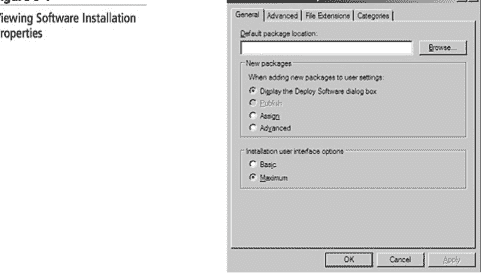 Viewing Software Installation
Properties
General Advanced File Extensions Categories
Default package location:
Browse...
New packages
When adding new packages to user settings:
Display the Deploy Software dialog box
Publish
Assign
Advanced
Installation user interface options
Basic
Maximum
OK Cancel Apply